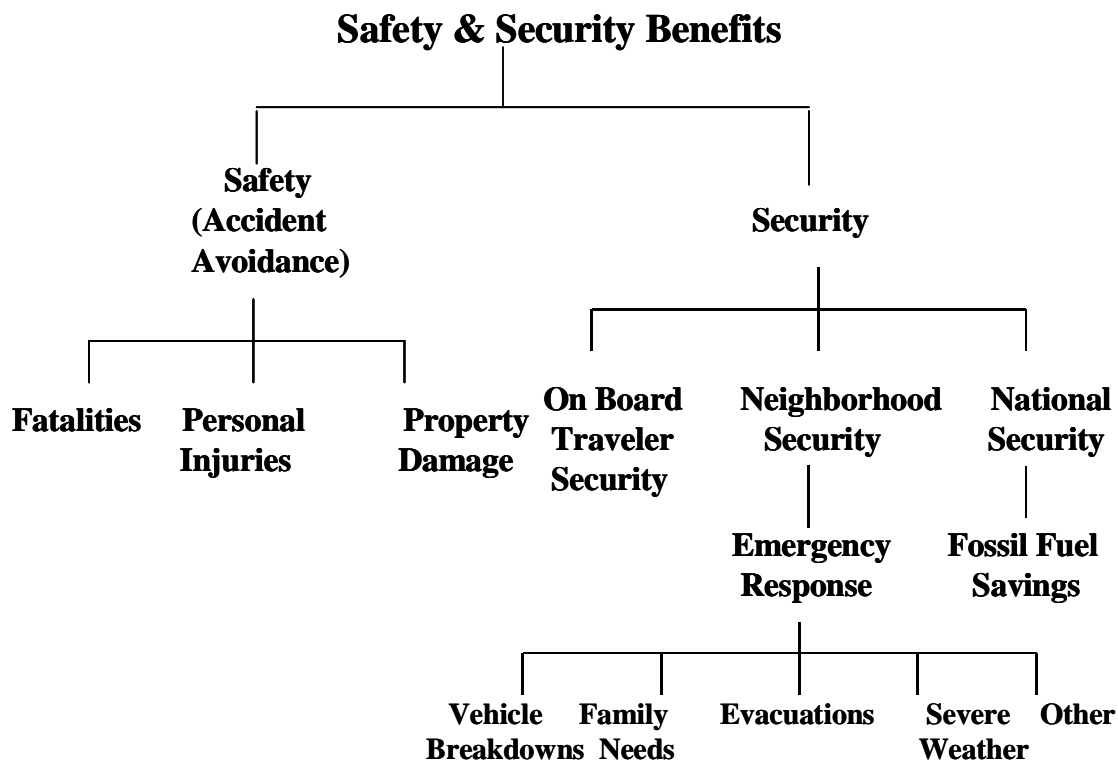 Safety & Security Benefits
Safety
(Accident
Avoidance)
Security
Fatalities
Personal
Injuries
Property
Damage
On Board
Traveler
Security
Neighborhood
Security
National
Security
Emergency
Response
Fossil Fuel
Savings
Vehicle
Breakdowns
Family
Needs
Evacuations
Severe
Weather
Other